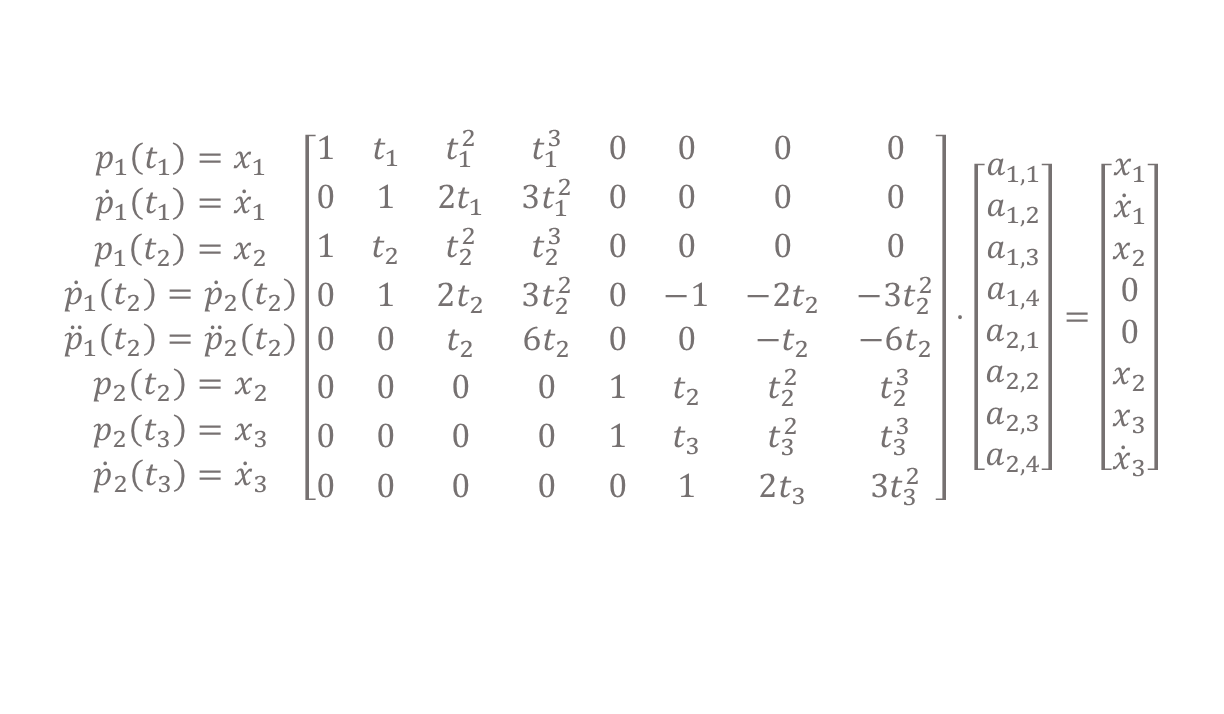 p₁(t₁) = x₁ [1 t₁ t₁² t₁³ 0 0 0 0] [a₁,₁] [x₁]
ṗ₁(t₁) = ẋ₁ [0 1 2t₁ 3t₁² 0 0 0 0] [a₁,₂] [ẋ₁]
p₁(t₂) = x₂ [1 t₂ t₂² t₂³ 0 0 0 0] [a₁,₃] [x₂]
ṗ₁(t₂) = ṗ₂(t₂) [0 1 2t₂ 3t₂² 0 −1 −2t₂ −3t₂²] · [a₁,₄] = [0]
p̈₁(t₂) = p̈₂(t₂) [0 0 t₂ 6t₂ 0 0 −t₂ −6t₂] [a₂,₁] [0]
p₂(t₂) = x₂ [0 0 0 0 1 t₂ t₂² t₂³] [a₂,₂] [x₂]
p₂(t₃) = x₃ [0 0 0 0 1 t₃ t₃² t₃³] [a₂,₃] [x₃]
ṗ₂(t₃) = ẋ₃ [0 0 0 0 0 1 2t₃ 3t₃²] [a₂,₄] [ẋ₃]